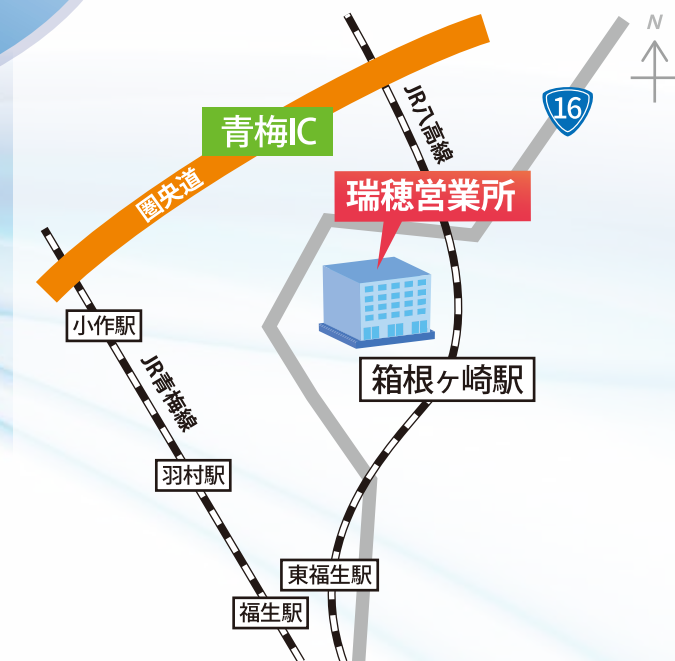 N
16
JR八高線
青梅IC
圏央道
瑞穂営業所
小作駅
JR青梅線
箱根ヶ崎駅
羽村駅
東福生駅
福生駅